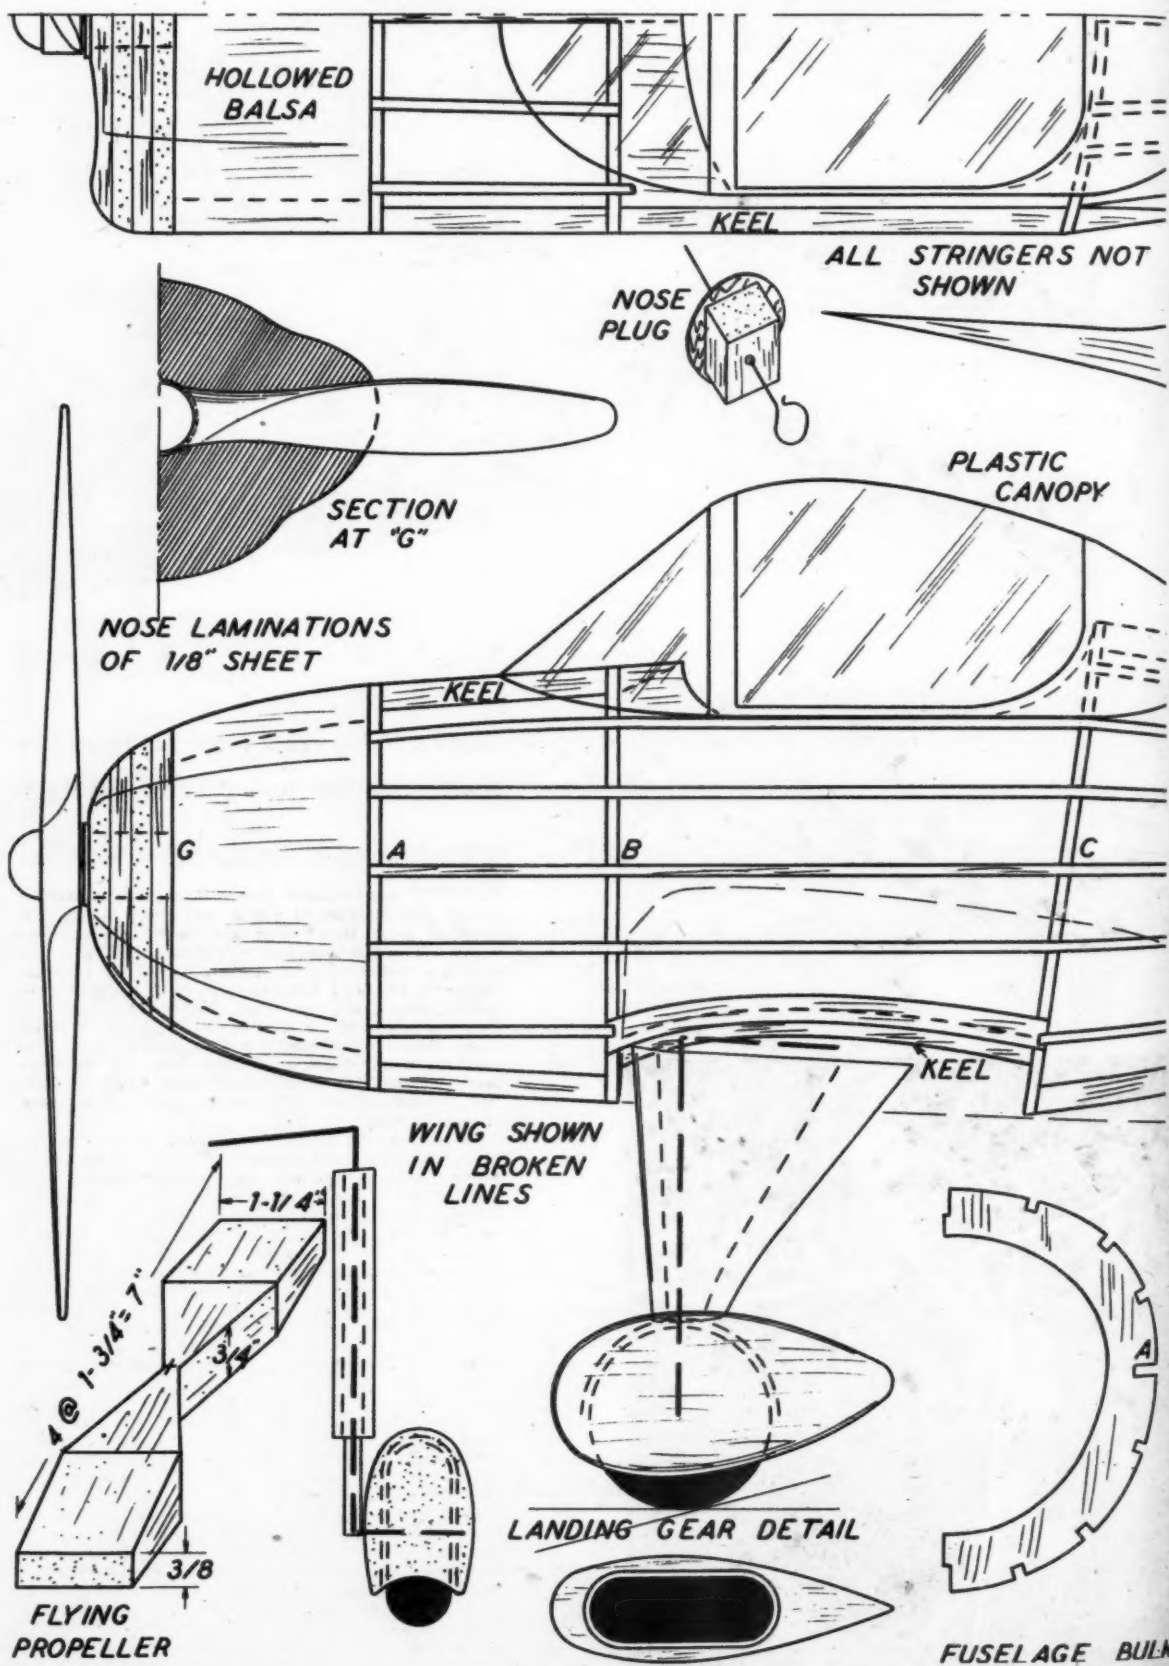 HOLLOWED
BALSA
KEEL
ALL STRINGERS NOT
SHOWN
NOSE
PLUG
SECTION
AT "G"
PLASTIC
CANOPY
NOSE LAMINATIONS
OF 1/8" SHEET
KEEL
G
A
B
C
KEEL
WING SHOWN
IN BROKEN
LINES
1-1/4"
4 @ 1-3/4" = 7"
3/4"
A
3/8
LANDING GEAR DETAIL
FLYING
PROPELLER
FUSELAGE BULK